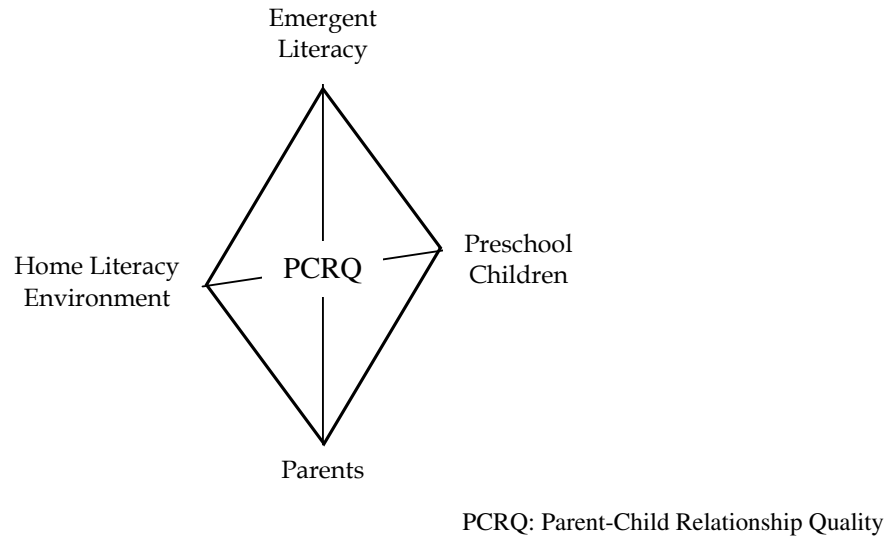 Emergent
Literacy
Preschool
Children
Home Literacy
Environment
PCRQ
Parents
PCRQ: Parent-Child Relationship Quality